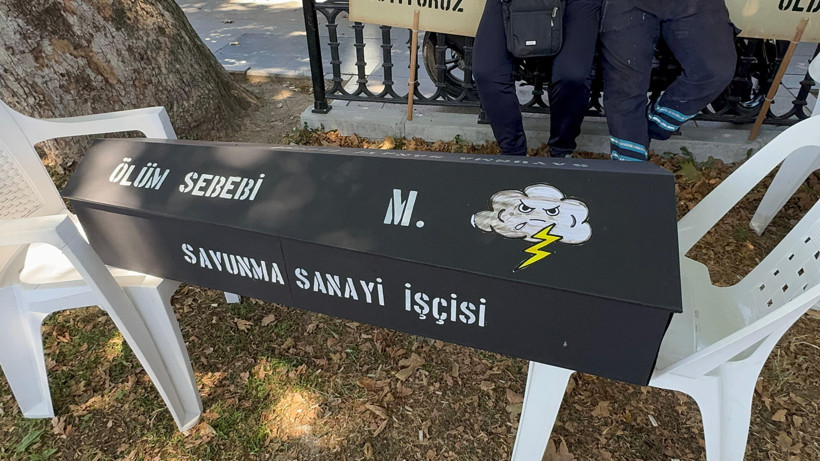 ÖLÜM SEBEBİ M.
SAVUNMA SANAYİ İŞÇİSİ